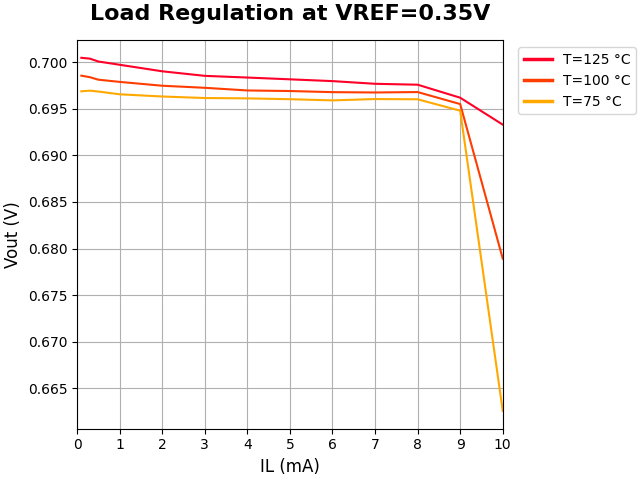 Load Regulation at VREF=0.35V
T=125 °C
T=100 °C
T=75 °C
Vout (V)
0.700
0.695
0.690
0.685
0.680
0.675
0.670
0.665
0 1 2 3 4 5 6 7 8 9 10
IL (mA)